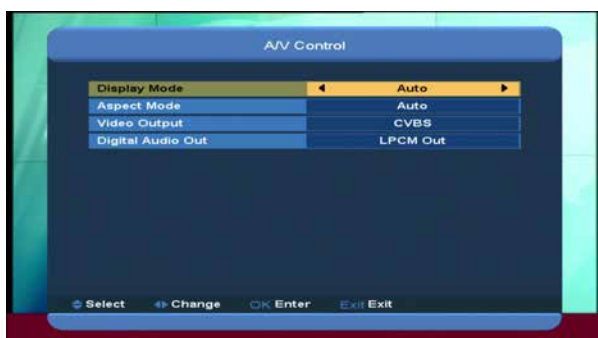 A/V Control
Display Mode Auto
Aspect Mode Auto
Video Output CVBS
Digital Audio Out LPCM Out
Select Change OK Enter Exit Exit